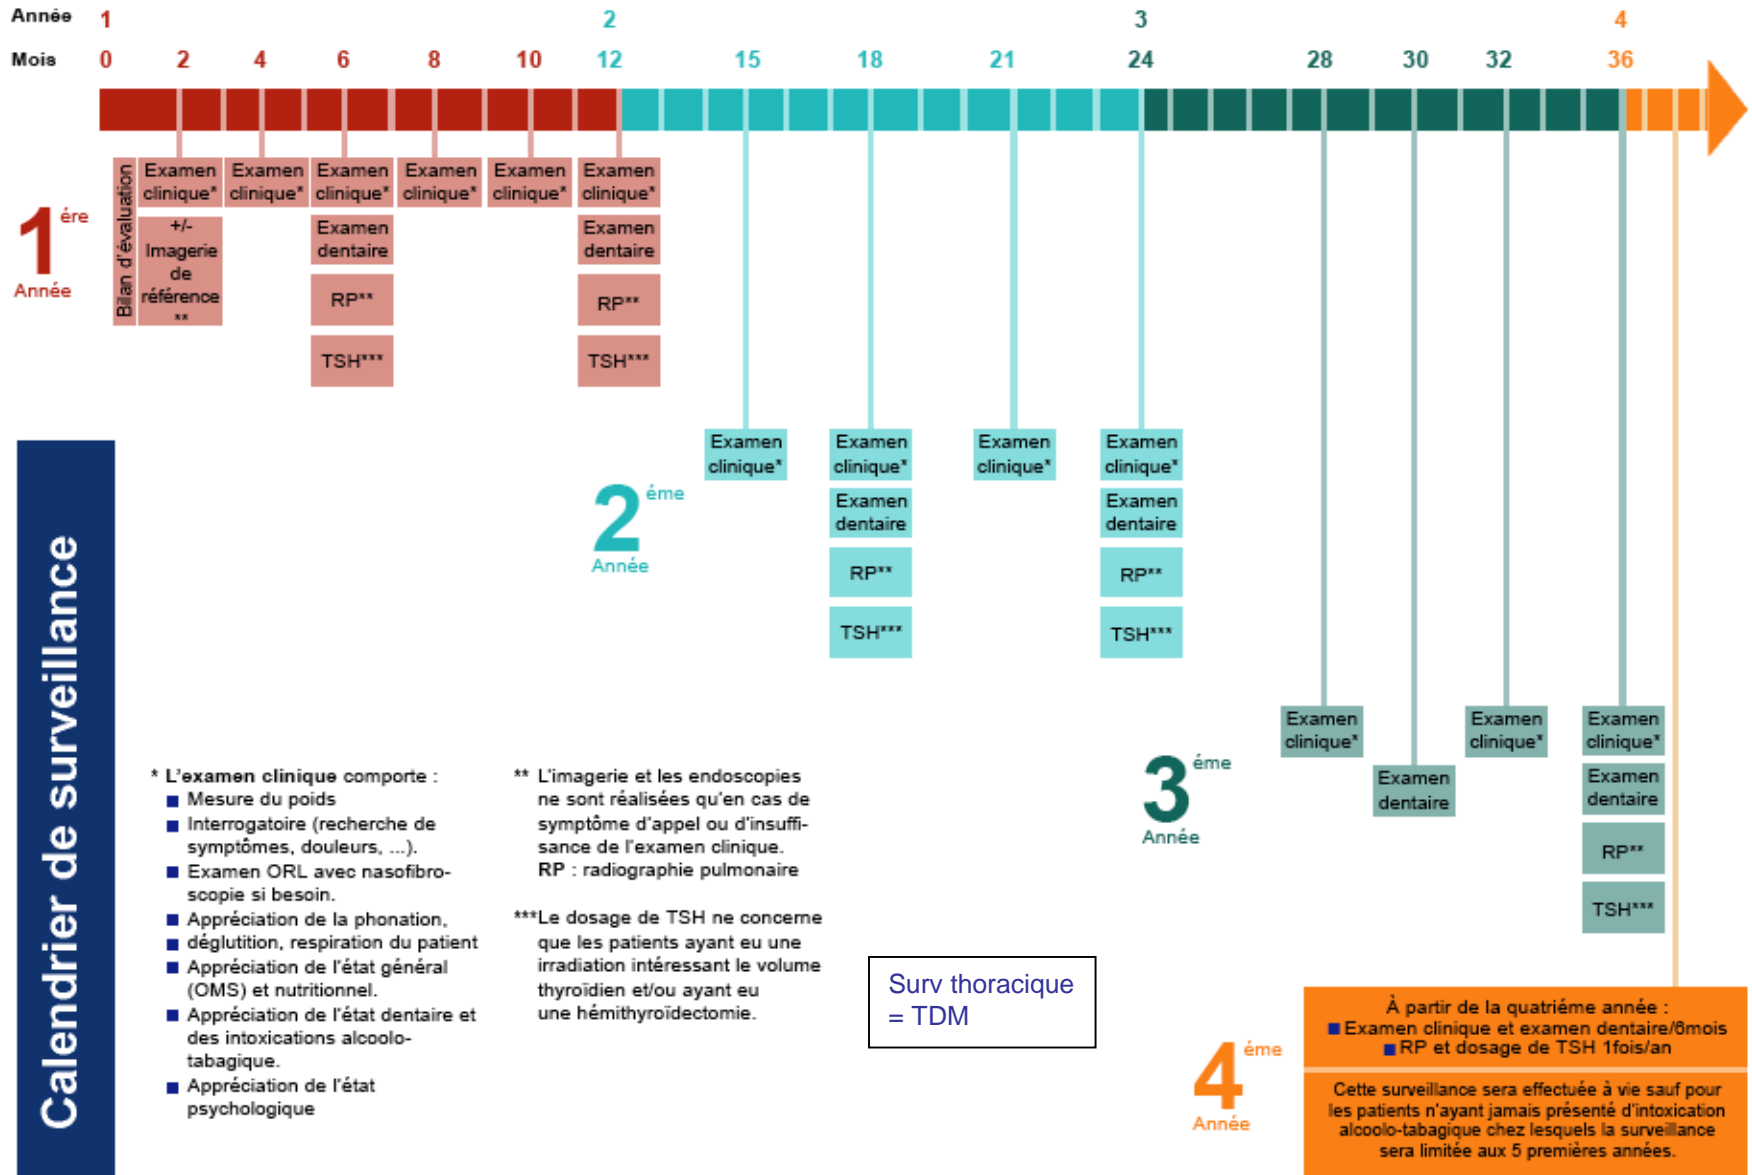 Année 1 2 3 4
Mois 0 2 4 6 8 10 12 15 18 21 24 28 30 32 36
1 ére
Année
Bilan d'évaluation
Examen
clinique*
+/-
Imagerie
de
référence
**
Examen
clinique*
Examen
clinique*
Examen
dentaire
RP**
TSH***
Examen
clinique*
Examen
clinique*
Examen
clinique*
Examen
dentaire
RP**
TSH***
2 éme
Année
Examen
clinique*
Examen
clinique*
Examen
dentaire
RP**
TSH***
Examen
clinique*
Examen
clinique*
Examen
dentaire
RP**
TSH***
3 éme
Année
Examen
clinique*
Examen
dentaire
Examen
clinique*
Examen
clinique*
Examen
dentaire
RP**
TSH***
Calendrier de surveillance
* L'examen clinique comporte :
Mesure du poids
Interrogatoire (recherche de
symptômes, douleurs, ...).
Examen ORL avec nasofibro-
scopie si besoin.
Appréciation de la phonation,
déglutition, respiration du patient
Appréciation de l'état général
(OMS) et nutritionnel.
Appréciation de l'état dentaire et
des intoxications alcoolo-
tabagique.
Appréciation de l'état
psychologique
** L'imagerie et les endoscopies
ne sont réalisées qu'en cas de
symptôme d'appel ou d'insuffi-
sance de l'examen clinique.
RP : radiographie pulmonaire
***Le dosage de TSH ne concerne
que les patients ayant eu une
irradiation intéressant le volume
thyroïdien et/ou ayant eu
une hémithyroïdectomie.
Surv thoracique
= TDM
4 éme
Année
À partir de la quatriéme année :
Examen clinique et examen dentaire/6mois
RP et dosage de TSH 1fois/an
Cette surveillance sera effectuée à vie sauf pour
les patients n'ayant jamais présenté d'intoxication
alcoolo-tabagique chez lesquels la surveillance
sera limitée aux 5 premières années.